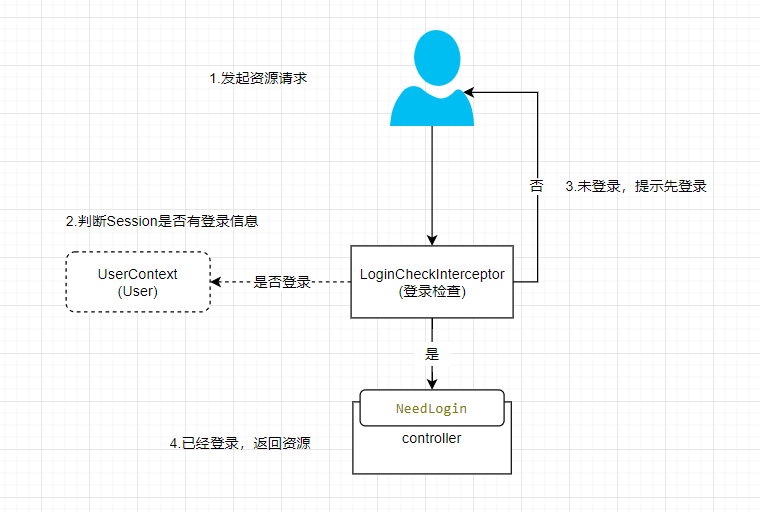 1.发起资源请求
否
3.未登录，提示先登录
2.判断Session是否有登录信息
UserContext
(User)
是否登录
LoginCheckInterceptor
(登录检查)
是
NeedLogin
controller
4.已经登录，返回资源